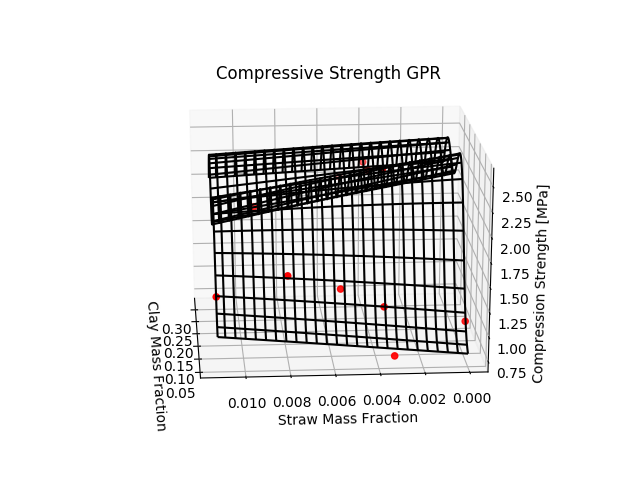 Compressive Strength GPR
2.50
2.25
2.00
1.75
1.50
1.25
1.00
0.75
Compression Strength [MPa]
0.30
0.25
0.20
0.15
0.10
0.05
Clay Mass Fraction
0.010 0.008 0.006 0.004 0.002 0.000
Straw Mass Fraction